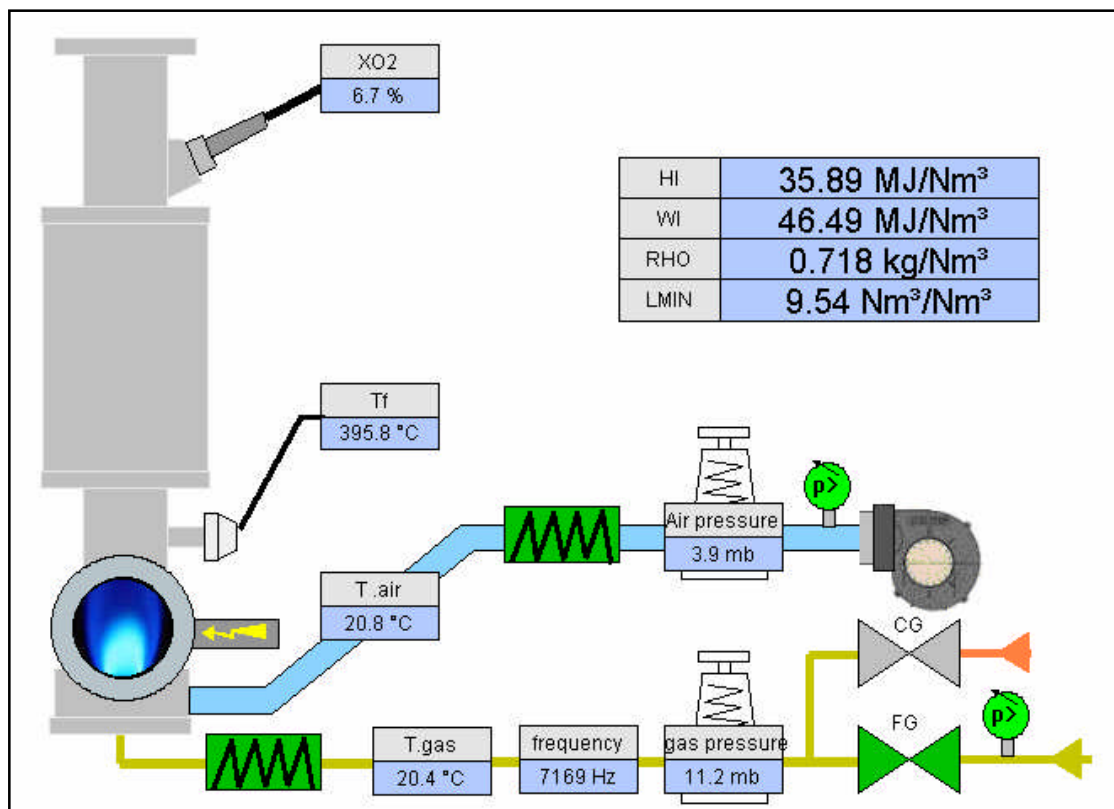 XO2
6.7 %
HI 35.89 MJ/Nm³
WI 46.49 MJ/Nm³
RHO 0.718 kg/Nm³
LMIN 9.54 Nm³/Nm³
Tf
395.8 °C
p>
Air pressure
3.9 mb
T .air
20.8 °C
CG
p>
FG
T.gas
20.4 °C
frequency
7169 Hz
gas pressure
11.2 mb